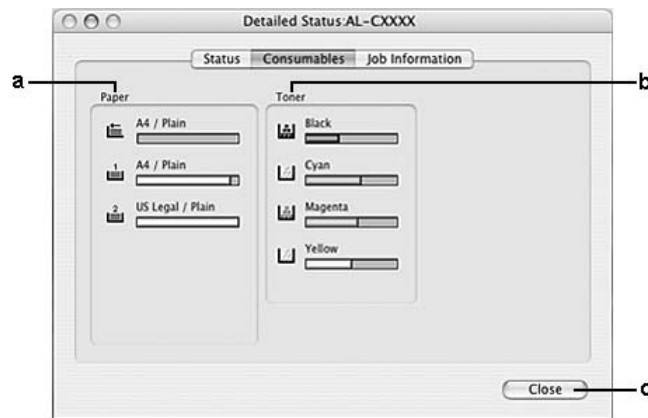 Detailed Status:AL-CXXXX
Status Consumables Job Information
a
b
Paper
Toner
A4 / Plain
Black
1
A4 / Plain
Cyan
2
US Legal / Plain
Magenta
Yellow
Close
c